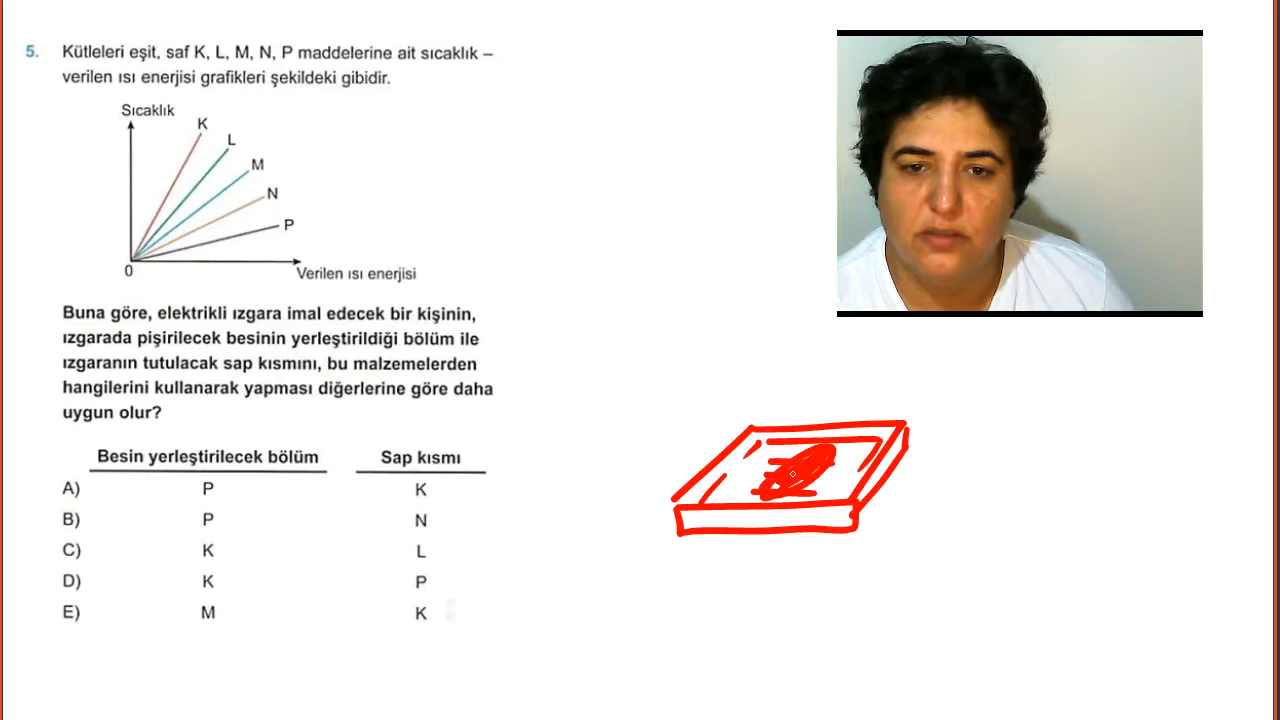 5. Kütleleri eşit, saf K, L, M, N, P maddelerine ait sıcaklık –
verilen ısı enerjisi grafikleri şekildeki gibidir.
Sıcaklık
K
L
M
N
P
0
Verilen ısı enerjisi
Buna göre, elektrikli ızgara imal edecek bir kişinin,
ızgarada pişirilecek besinin yerleştirildiği bölüm ile
ızgaranın tutulacak sap kısmını, bu malzemelerden
hangilerini kullanarak yapması diğerlerine göre daha
uygun olur?
Besin yerleştirilecek bölüm Sap kısmı
A) P K
B) P N
C) K L
D) K P
E) M K